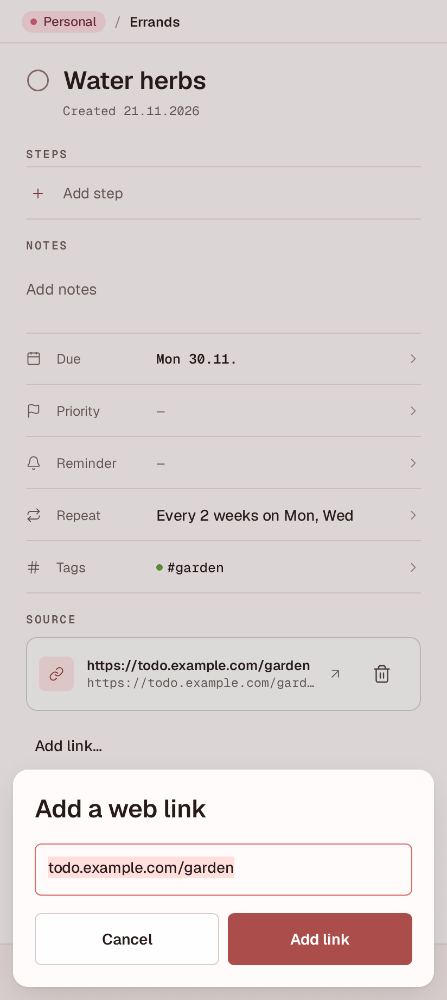 Personal / Errands
Water herbs
Created 21.11.2026
STEPS
+ Add step
NOTES
Add notes
Due Mon 30.11.
Priority –
Reminder –
Repeat Every 2 weeks on Mon, Wed
Tags #garden
SOURCE
https://todo.example.com/garden
https://todo.example.com/gard…
Add link…
Add a web link
todo.example.com/garden
Cancel Add link